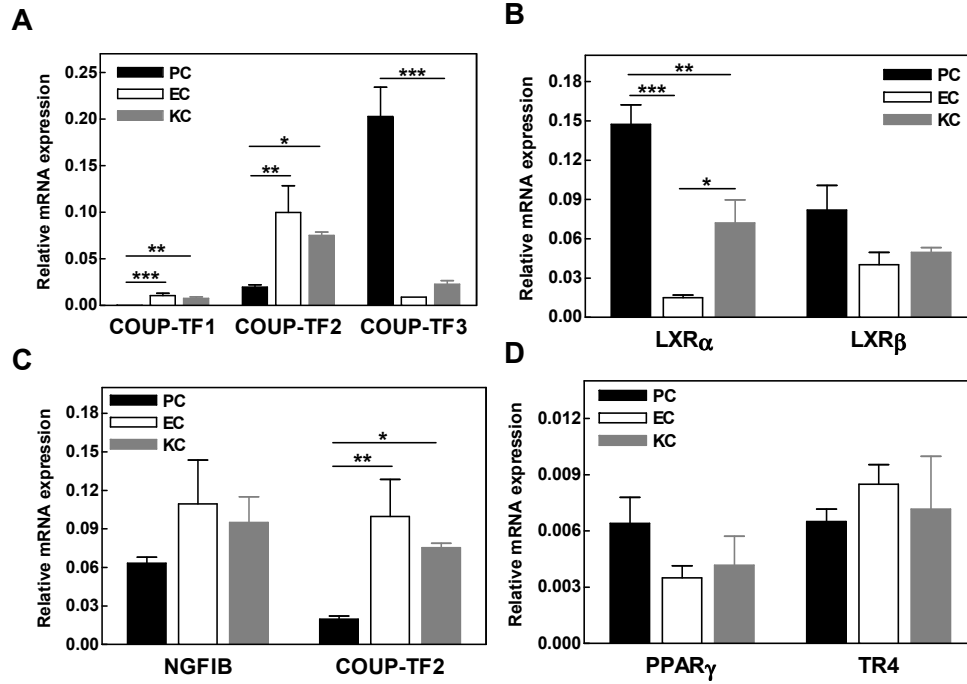 A
Relative mRNA expression
0.25
0.20
0.15
0.10
0.05
0.00
PC
EC
KC
***
**
***
*
**
COUP-TF1 COUP-TF2 COUP-TF3
B
Relative mRNA expression
0.18
0.15
0.12
0.09
0.06
0.03
0.00
PC
EC
KC
**
***
*
LXRα LXRβ
C
Relative mRNA expression
0.18
0.15
0.12
0.09
0.06
0.03
0.00
PC
EC
KC
*
**
NGFIB COUP-TF2
D
Relative mRNA expression
0.012
0.009
0.006
0.003
0.000
PC
EC
KC
PPARγ TR4